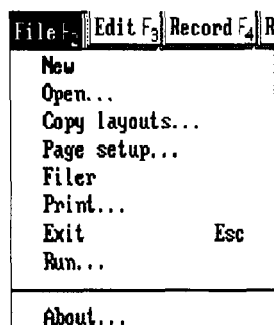 File F2 Edit F3 Record F4 R
New
Open...
Copy layouts...
Page setup...
Filer
Print...
Exit Esc
Run...
About...